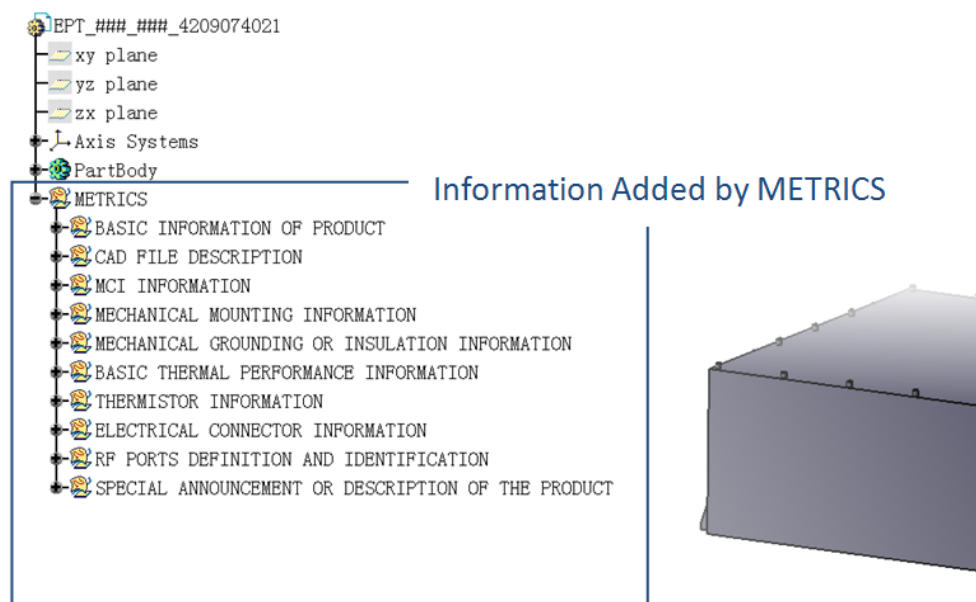 EPT_###_###_4209074021
xy plane
yz plane
zx plane
Axis Systems
PartBody
Information Added by METRICS
METRICS
BASIC INFORMATION OF PRODUCT
CAD FILE DESCRIPTION
MCI INFORMATION
MECHANICAL MOUNTING INFORMATION
MECHANICAL GROUNDING OR INSULATION INFORMATION
BASIC THERMAL PERFORMANCE INFORMATION
THERMISTOR INFORMATION
ELECTRICAL CONNECTOR INFORMATION
RF PORTS DEFINITION AND IDENTIFICATION
SPECIAL ANNOUNCEMENT OR DESCRIPTION OF THE PRODUCT